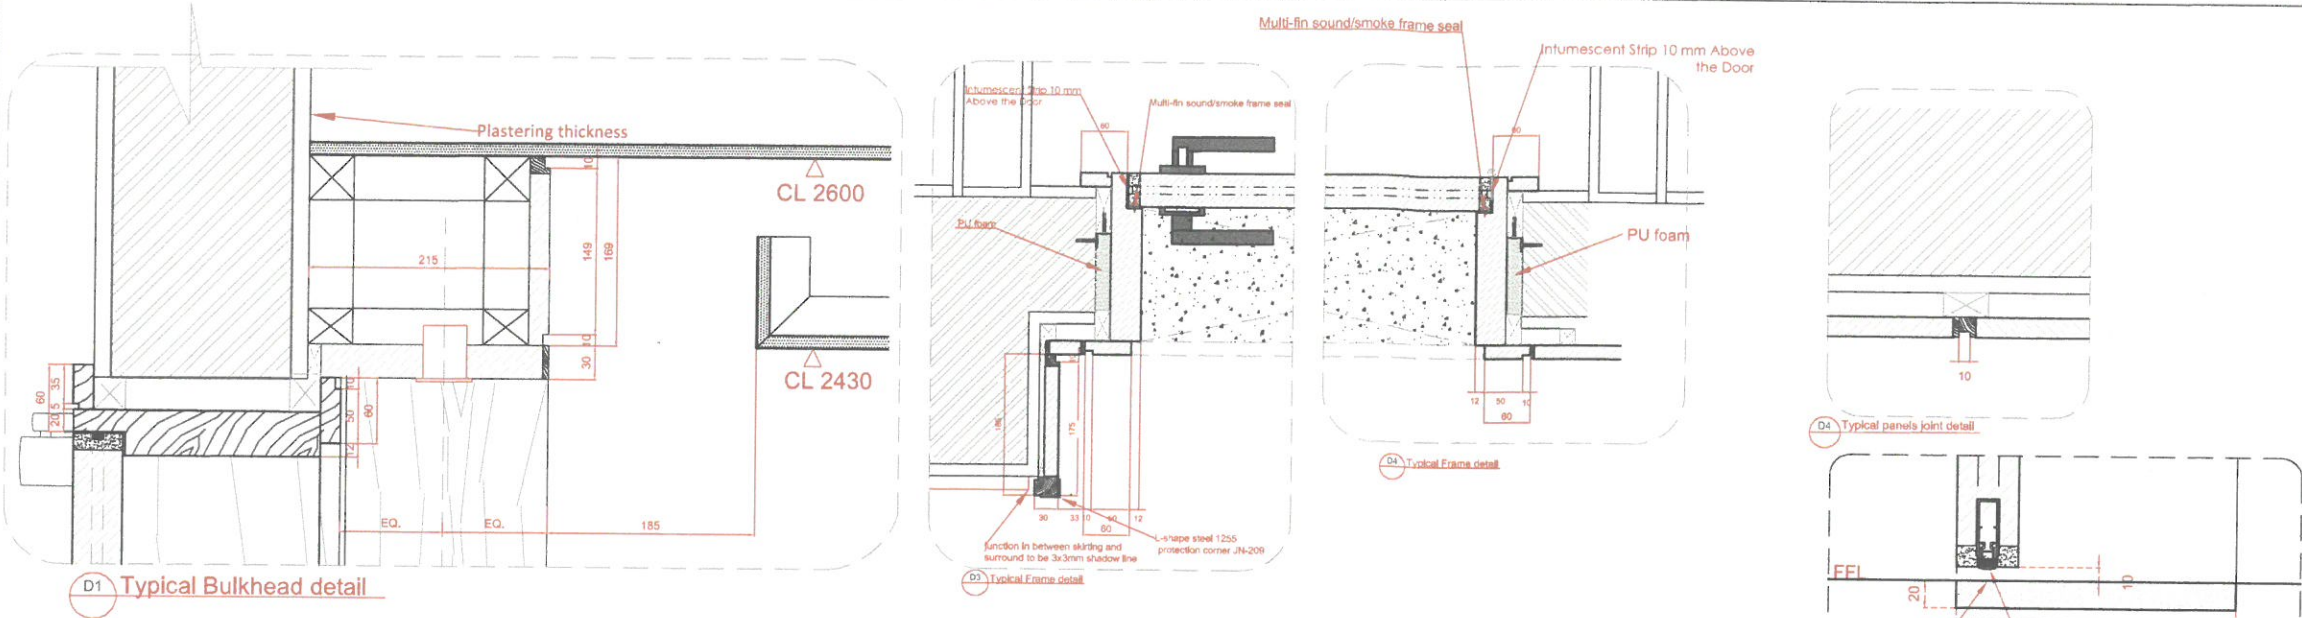 Plastering thickness
CL 2600
CL 2430
10
149
169
10
30
215
60
35
5
20
10
50
60
12
EQ.
EQ.
185
D1
Typical Bulkhead detail
Intumescent Strip 10 mm
Above the Door
Multi-fin sound/smoke frame seal
60
PU foam
175
30
33
10
12
60
junction in between skirting and
surround to be 3x3mm shadow line
L-shape steel 1255
protection corner JN-209
D3
Typical Frame detail
Multi-fin sound/smoke frame seal
Intumescent Strip 10 mm Above
the Door
60
PU foam
12
50
10
60
D4
Typical Frame detail
10
D4
Typical panels joint detail
FFL
20
10